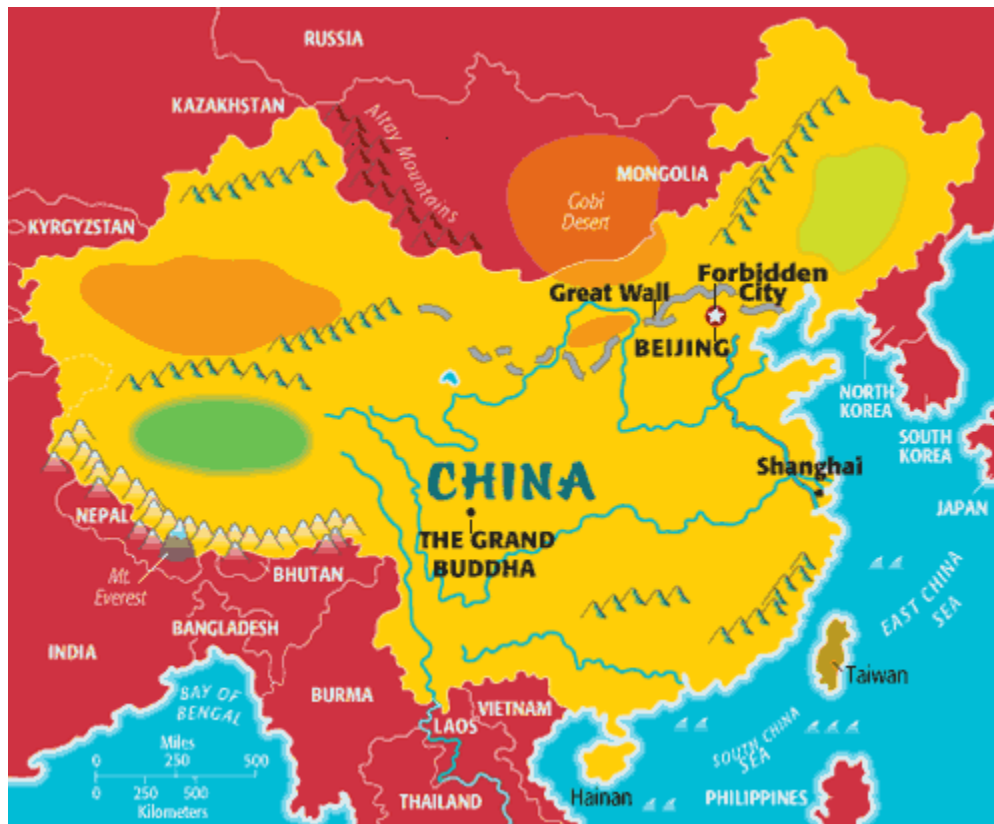 RUSSIA
KAZAKHSTAN
Altay Mountains
MONGOLIA
Gobi
Desert
KYRGYZSTAN
Forbidden
City
Great Wall
BEIJING
NORTH
KOREA
SOUTH
KOREA
Shanghai
CHINA
JAPAN
NEPAL
THE GRAND
BUDDHA
Mt.
Everest
BHUTAN
EAST CHINA
SEA
BANGLADESH
INDIA
Taiwan
BAY OF
BENGAL
BURMA
VIETNAM
LAOS
SOUTH CHINA
SEA
Miles
0 250 500
0 250 500
Kilometers
THAILAND
Hainan
PHILIPPINES